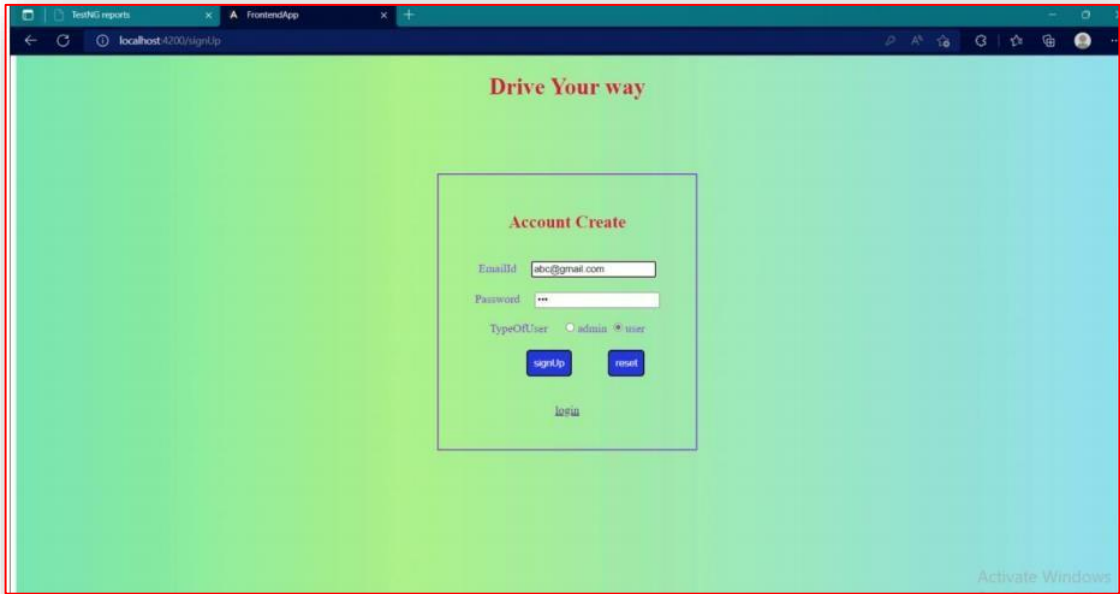 TestNG reports
FrontendApp
localhost:4200/signUp
Drive Your way
Account Create
EmailId abc@gmail.com
Password •••
TypeOfUser admin user
signUp reset
login
Activate Windows